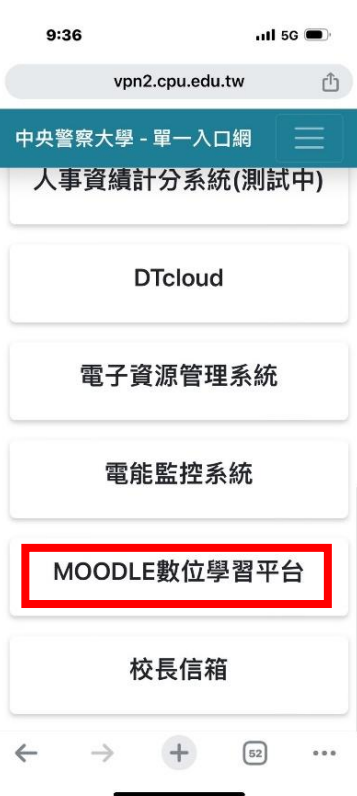 9:36
5G
vpn2.cpu.edu.tw
中央警察大學 - 單一入口網
人事資績計分系統(測試中)
DTcloud
電子資源管理系統
電能監控系統
MOODLE數位學習平台
校長信箱
52